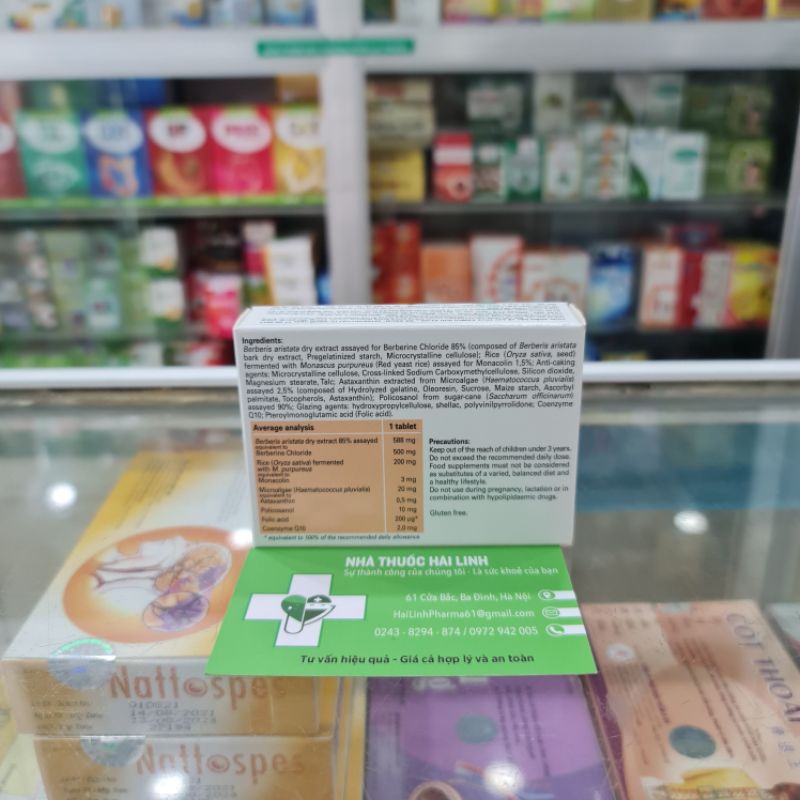 Ingredients:
Berberis aristata dry extract assayed for Berberine Chloride 85% (composed of Berberis aristata
bark dry extract, Pregelatinized starch, Microcrystalline cellulose); Rice (Oryza sativa, seed)
fermented with Monascus purpureus (Red yeast rice) assayed for Monacolin 1,5%; Anti-caking
agents: Microcrystalline cellulose, Cross-linked Sodium Carboxymethylcellulose, Silicon dioxide,
Magnesium stearate, Talc; Astaxanthin extracted from Microalgae (Haematococcus pluvialis)
assayed 2,5% (composed of Hydrolyzed gelatine, Oleoresin, Sucrose, Maize starch, Ascorbyl
palmitate, Tocopherols, Astaxanthin); Policosanol from sugar-cane (Saccharum officinarum)
assayed 90%; Glazing agents: hydroxypropylcellulose, shellac, polyvinilpyrrolidone; Coenzyme
Q10; Pteroylmonoglutamic acid (Folic acid).
Average analysis 1 tablet
Berberis aristata dry extract 85% assayed 588 mg
equivalent to
Berberine Chloride 500 mg
Rice (Oryza sativa) fermented 200 mg
with M. purpureus
equivalent to
Monacolin 3 mg
Microalgae (Haematococcus pluvialis) 20 mg
equivalent to
Astaxanthin 0,5 mg
Policosanol 10 mg
Folic acid 200 µg*
Coenzyme Q10 2,0 mg
* equivalent to 100% of the recommended daily allowance
Precautions:
Keep out of the reach of children under 3 years.
Do not exceed the recommended daily dose.
Food supplements must not be considered
as substitutes of a varied, balanced diet and
a healthy lifestyle.
Do not use during pregnancy, lactation or in
combination with hypolipidaemic drugs.
Gluten free.
NHÀ THUỐC HẢI LINH
Sự thành công của chúng tôi - Là sức khoẻ của bạn
61 Cửa Bắc, Ba Đình, Hà Nội
HaiLinhPharma61@gmail.com
0243 - 8294 - 874 / 0972 942 005
Tư vấn hiệu quả - Giá cả hợp lý và an toàn
Nattospes
910821
14/08/2021
Nattospes
CỐT THOÁI